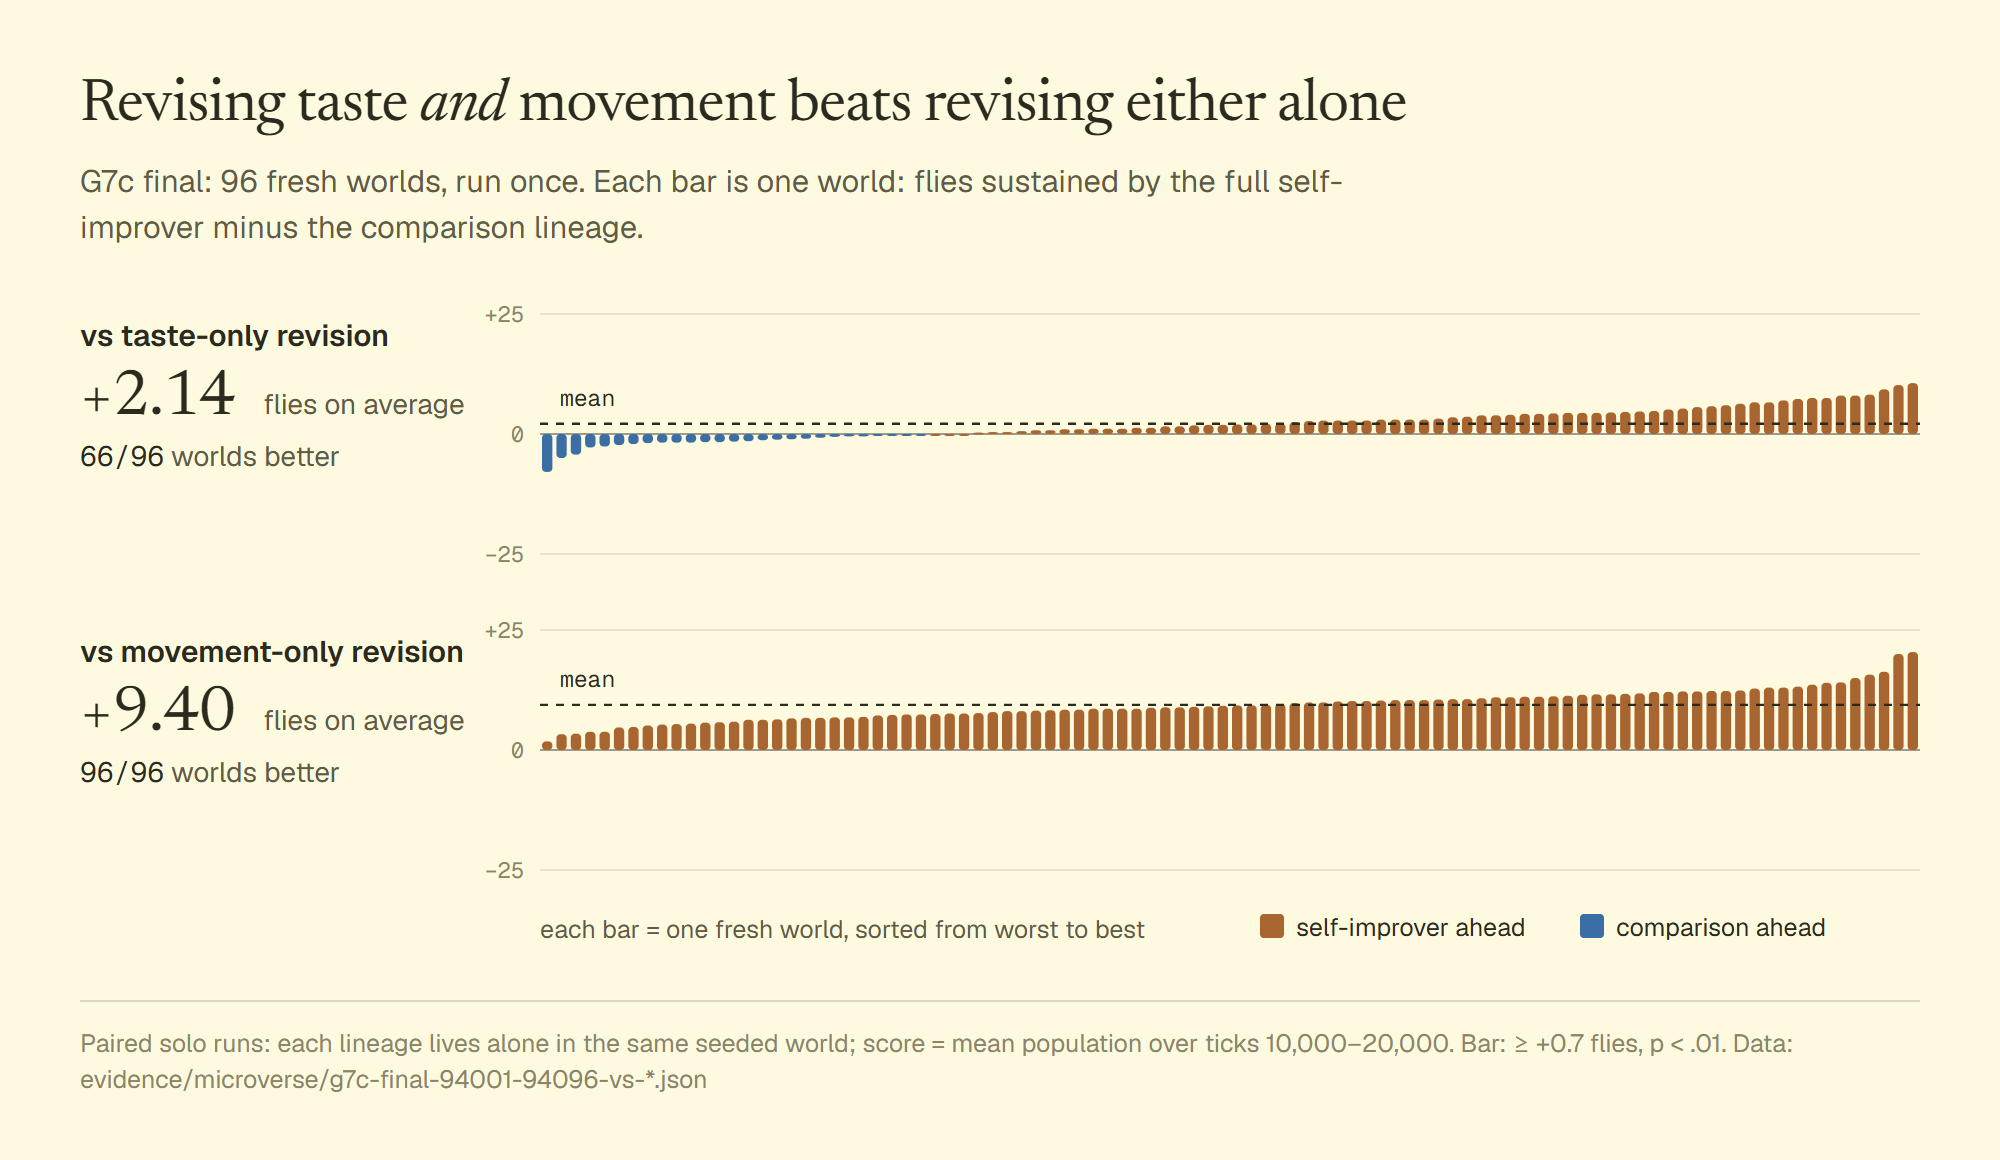 Revising taste and movement beats revising either alone
G7c final: 96 fresh worlds, run once. Each bar is one world: flies sustained by the full self-
improver minus the comparison lineage.
vs taste-only revision
+2.14 flies on average
66/96 worlds better
+25
mean
0
−25
vs movement-only revision
+9.40 flies on average
96/96 worlds better
+25
mean
0
−25
each bar = one fresh world, sorted from worst to best
self-improver ahead
comparison ahead
Paired solo runs: each lineage lives alone in the same seeded world; score = mean population over ticks 10,000–20,000. Bar: ≥ +0.7 flies, p < .01. Data:
evidence/microverse/g7c-final-94001-94096-vs-*.json